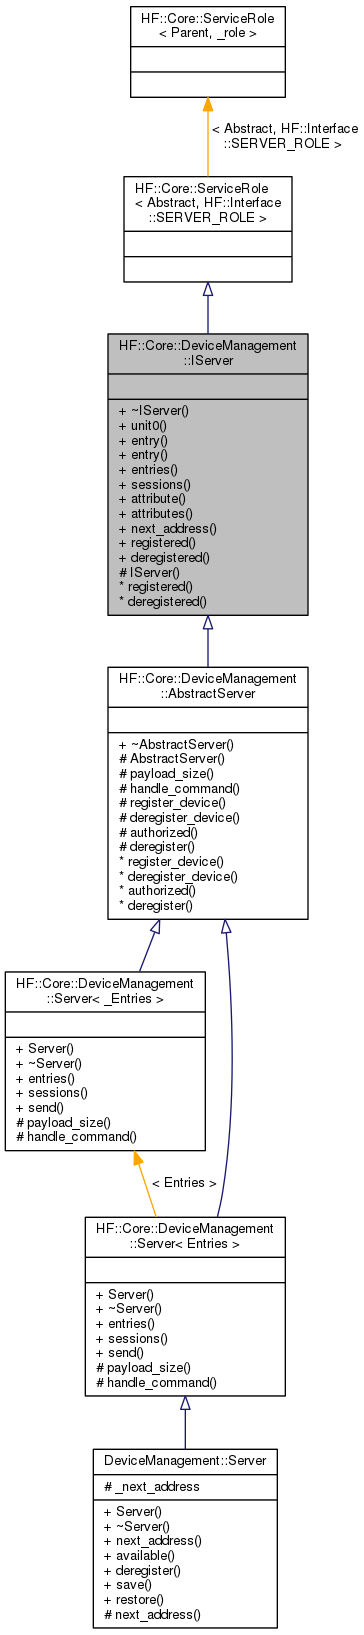 HF::Core::ServiceRole
< Parent, _role >
< Abstract, HF::Interface
::SERVER_ROLE >
HF::Core::ServiceRole
< Abstract, HF::Interface
::SERVER_ROLE >
HF::Core::DeviceManagement
::IServer
+ ~IServer()
+ unit0()
+ entry()
+ entry()
+ entries()
+ sessions()
+ attribute()
+ attributes()
+ next_address()
+ registered()
+ deregistered()
# IServer()
* registered()
* deregistered()
HF::Core::DeviceManagement
::AbstractServer
+ ~AbstractServer()
# AbstractServer()
# payload_size()
# handle_command()
# register_device()
# deregister_device()
# authorized()
# deregister()
* register_device()
* deregister_device()
* authorized()
* deregister()
HF::Core::DeviceManagement
::Server< _Entries >
+ Server()
+ ~Server()
+ entries()
+ sessions()
+ send()
# payload_size()
# handle_command()
< Entries >
HF::Core::DeviceManagement
::Server< Entries >
+ Server()
+ ~Server()
+ entries()
+ sessions()
+ send()
# payload_size()
# handle_command()
DeviceManagement::Server
# _next_address
+ Server()
+ ~Server()
+ next_address()
+ available()
+ deregister()
+ save()
+ restore()
# next_address()